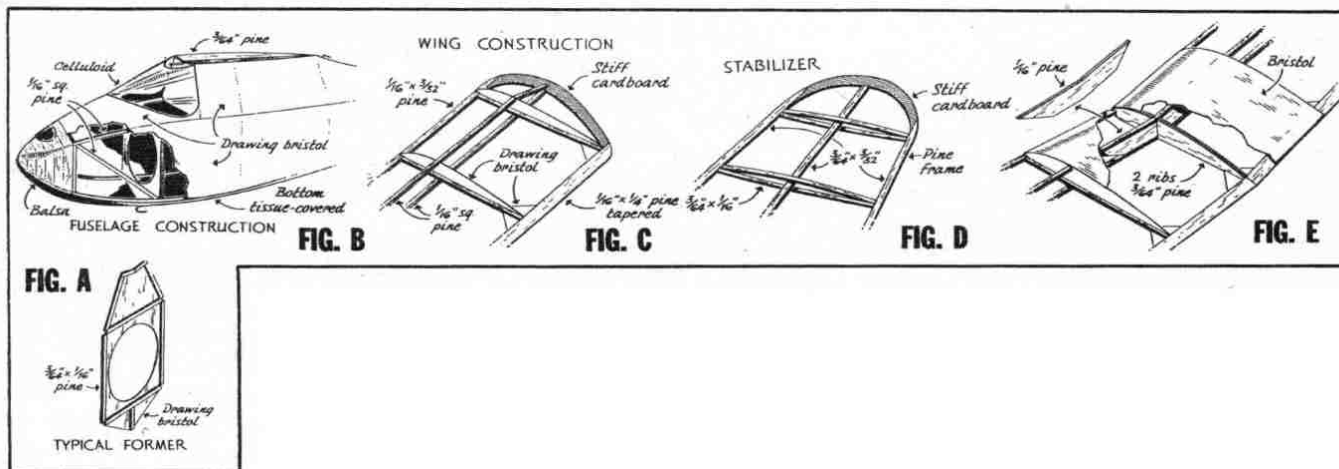 3/64" pine
Celluloid
1/16" sq.
pine
Drawing bristol
Balsa
Bottom
tissue-covered
FUSELAGE CONSTRUCTION
FIG. B
WING CONSTRUCTION
1/16" × 3/32"
pine
Stiff
cardboard
Drawing
bristol
1/16" sq.
pine
1/16" × 1/4" pine
tapered
FIG. C
STABILIZER
Stiff
cardboard
3/64" × 3/32"
Pine
frame
3/64" × 1/16"
FIG. D
1/16" pine
Bristol
2 ribs
3/64" pine
FIG. E
FIG. A
3/64" × 1/16"
pine
Drawing
bristol
TYPICAL FORMER